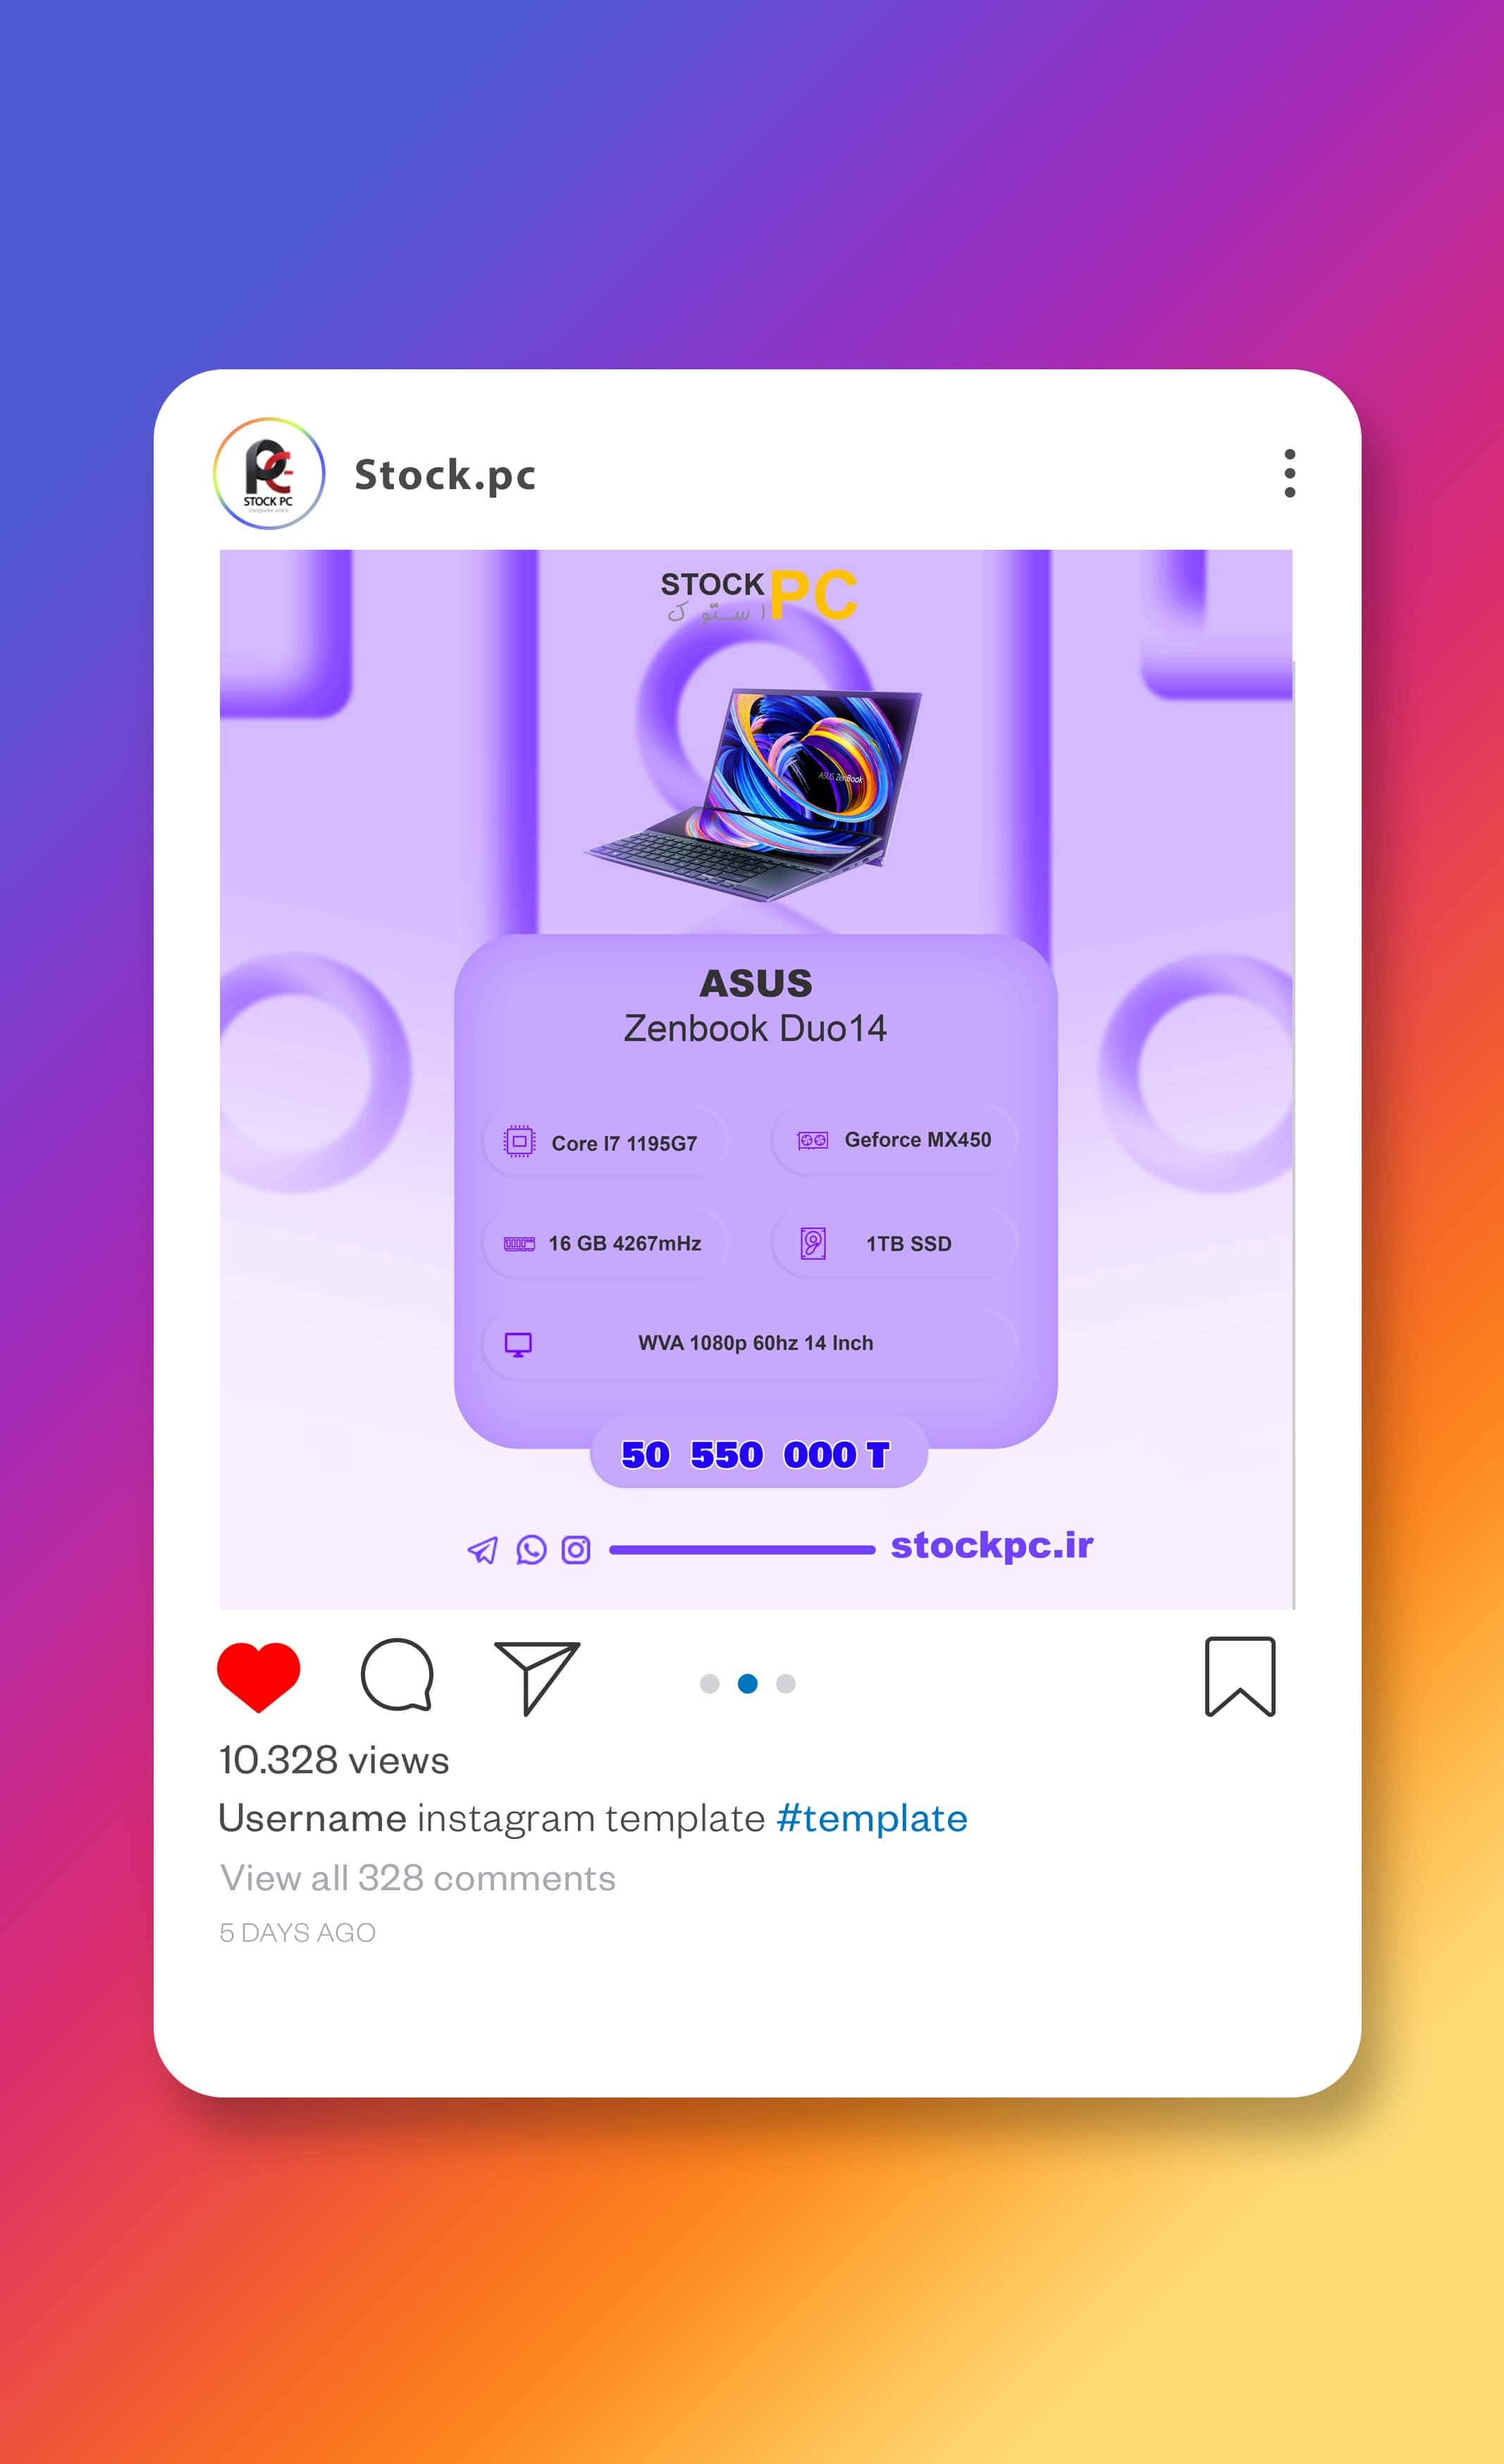 STOCK PC
computer store
Stock.pc
STOCK PC
استوک
ASUS ZenBook
ASUS
Zenbook Duo14
Core I7 1195G7
Geforce MX450
16 GB 4267mHz
1TB SSD
WVA 1080p 60hz 14 Inch
50 550 000 T
stockpc.ir
10.328 views
Username instagram template #template
View all 328 comments
5 DAYS AGO